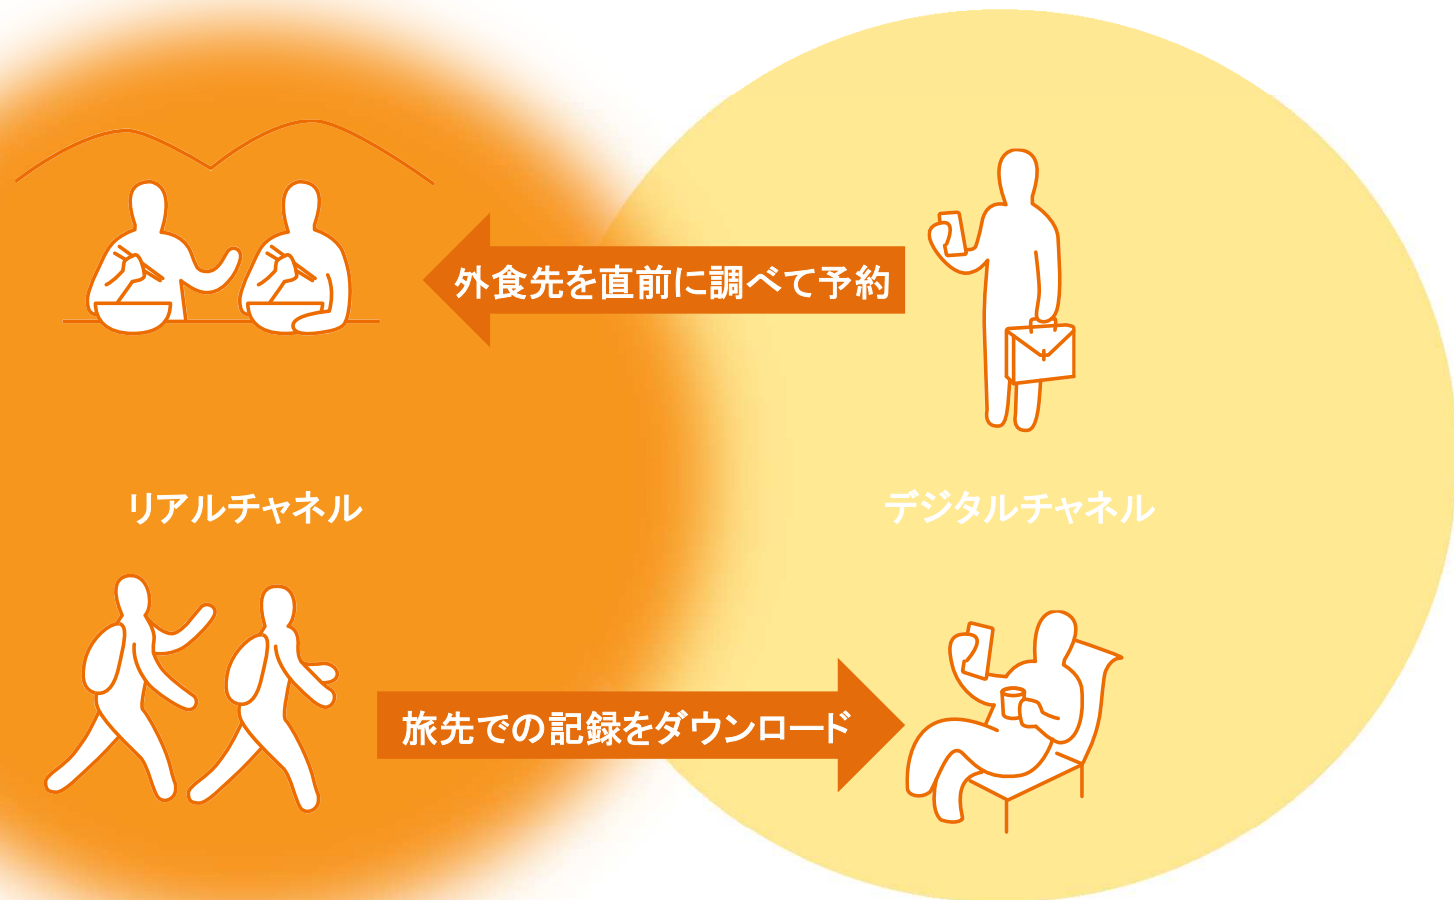 外食先を直前に調べて予約
リアルチャネル
デジタルチャネル
旅先での記録をダウンロード